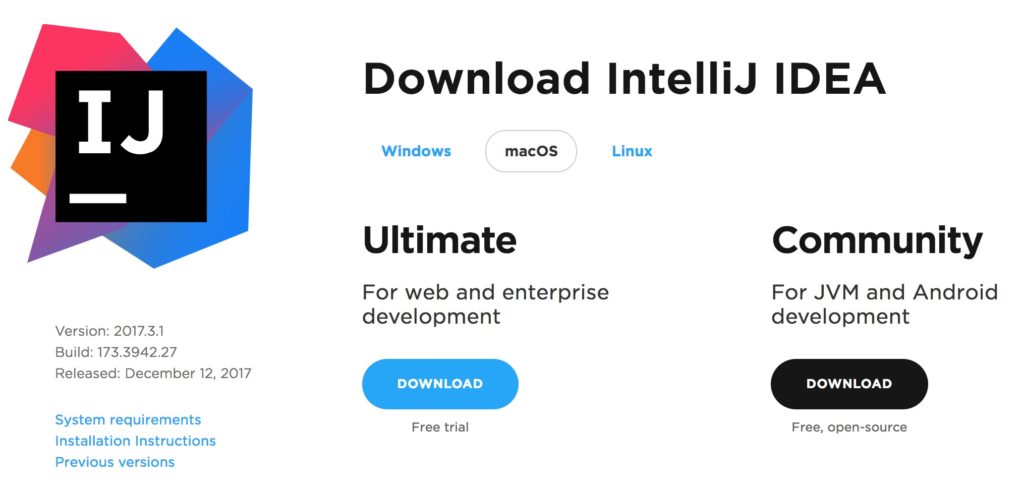 IJ
Download IntelliJ IDEA
Windows macOS Linux
Ultimate
For web and enterprise
development
DOWNLOAD
Free trial
Community
For JVM and Android
development
DOWNLOAD
Free, open-source
Version: 2017.3.1
Build: 173.3942.27
Released: December 12, 2017
System requirements
Installation Instructions
Previous versions